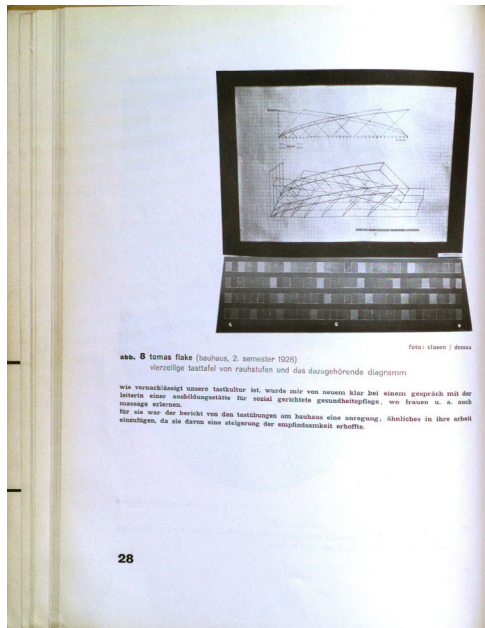 foto: clasen / dessau
abb. 8 tomas flake (bauhaus, 2. semester 1928)
vierzeilige tasttafel von rauhstufen und das dazugehörende diagramm
wie vernachlässigt unsere tastkultur ist, wurde mir von neuem klar bei einem gespräch mit der
leiterin einer ausbildungsstätte für sozial gerichtete gesundheitspflege, wo frauen u. a. auch
massage erlernen.
für sie war der bericht von den tastübungen am bauhaus eine anregung, ähnliches in ihre arbeit
einzufügen, da sie davon eine steigerung der empfindsamkeit erhoffte.
28